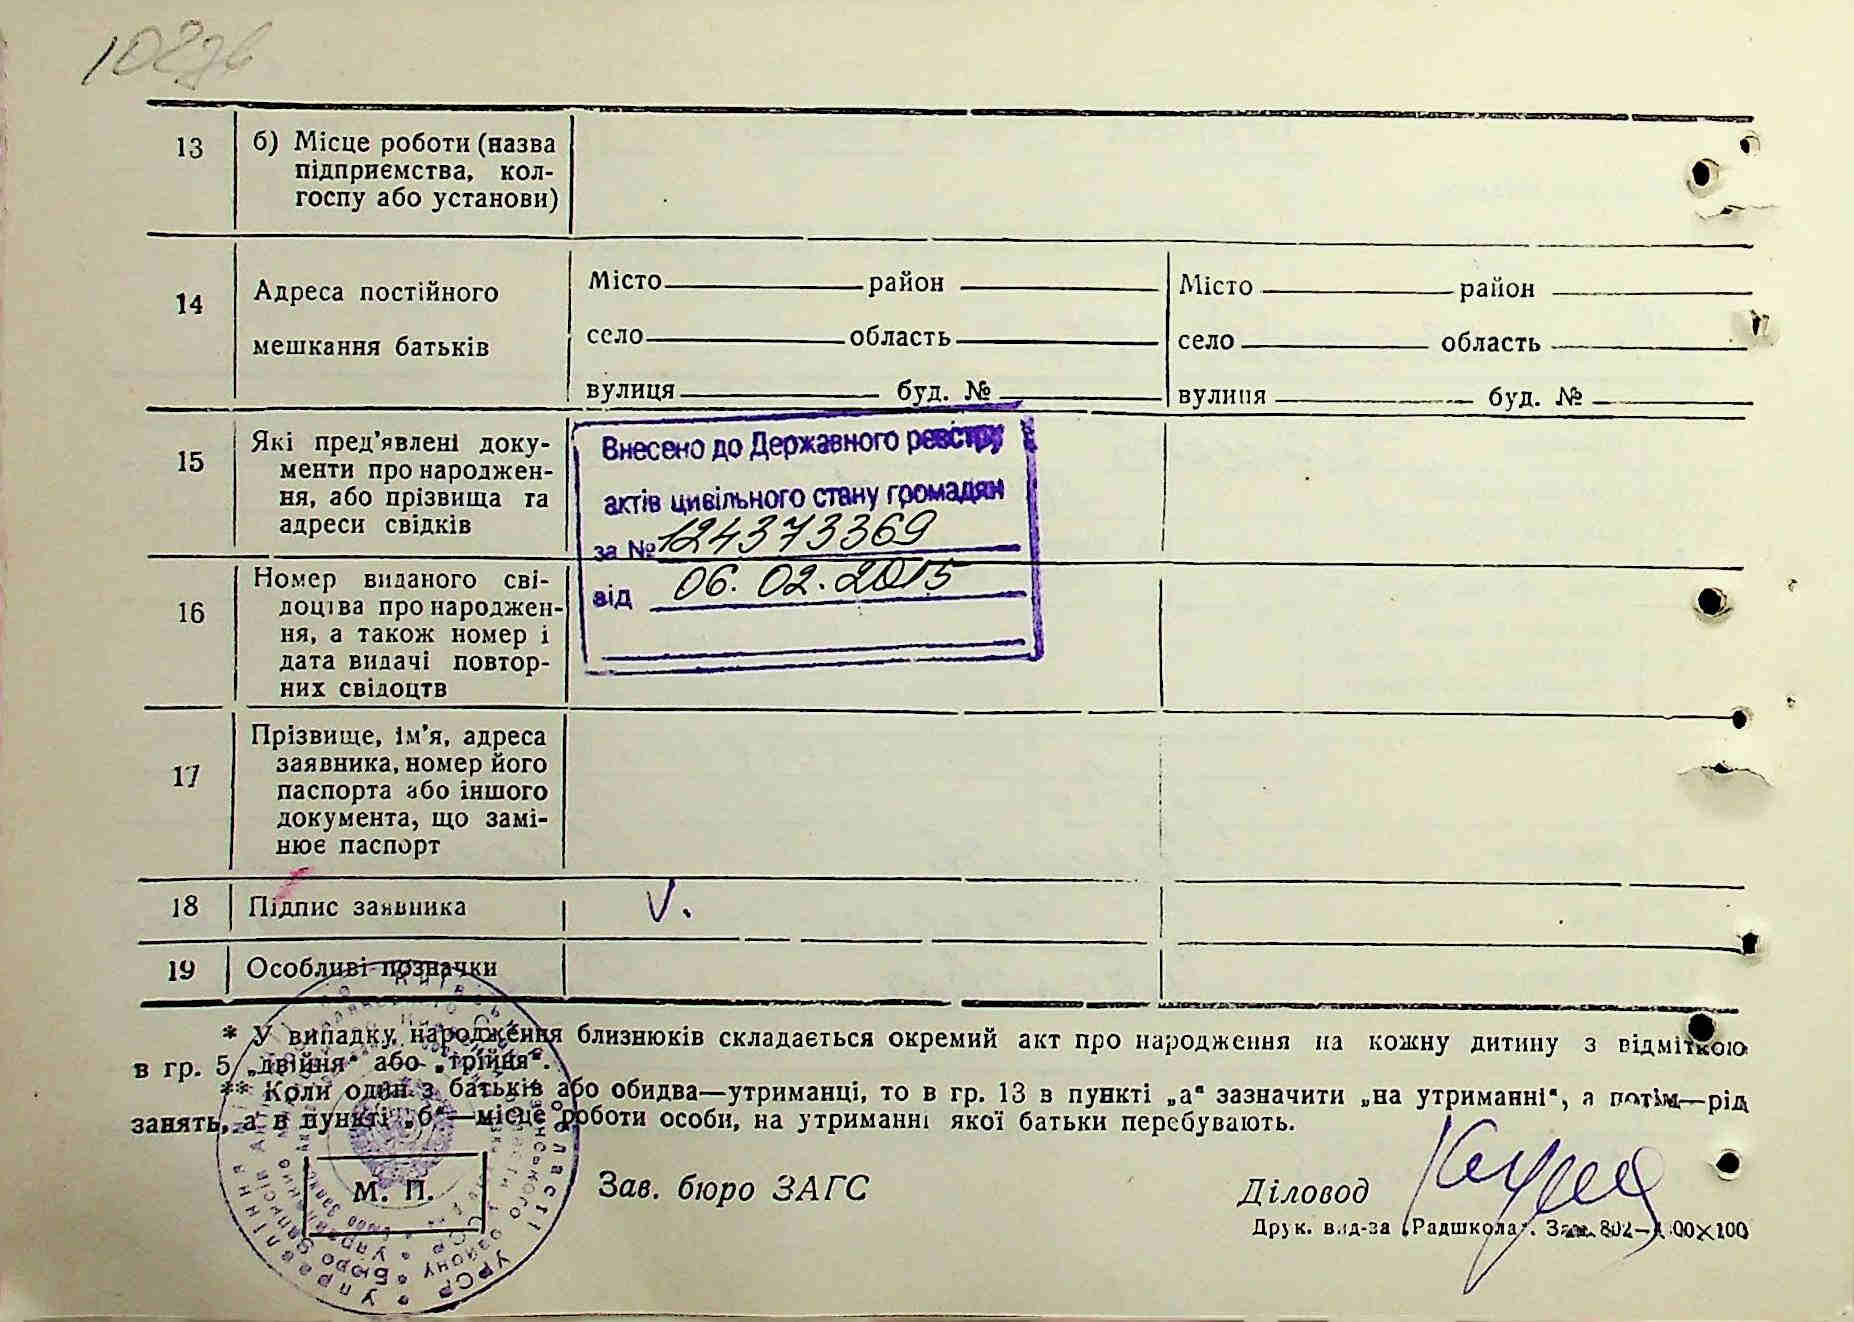 13
б) Місце роботи (назва
підприємства, кол-
госпу або установи)
14
Адреса постійного
мешкання батьків
Місто район
село область
вулиця буд. №
Місто район
село область
вулиця буд. №
15
Які пред’явлені доку-
менти про народжен-
ня, або прізвища та
адреси свідків
Внесено до Державного реєстру
актів цивільного стану громадян
за № 124373369
від 06.02.2015
16
Номер виданого сві-
доцтва про народжен-
ня, а також номер і
дата видачі повтор-
них свідоцтв
17
Прізвище, ім’я, адреса
заявника, номер його
паспорта або іншого
документа, що замі-
нює паспорт
18
Підпис заявника
V.
19
Особливі позначки
* У випадку, народження близнюків складається окремий акт про народження на кожну дитину з відміткою
в гр. 5 „двійня“ або „трійня“.
** Коли один з батьків або обидва—утриманці, то в гр. 13 в пункті „а“ зазначити „на утриманні“, а потім—рід
занять, а в пункті „б“—місце роботи особи, на утриманні якої батьки перебувають.
М. П.
Зав. бюро ЗАГС
Діловод
Друк. вид-за „Радшкола“. Зам. 802— 00×100